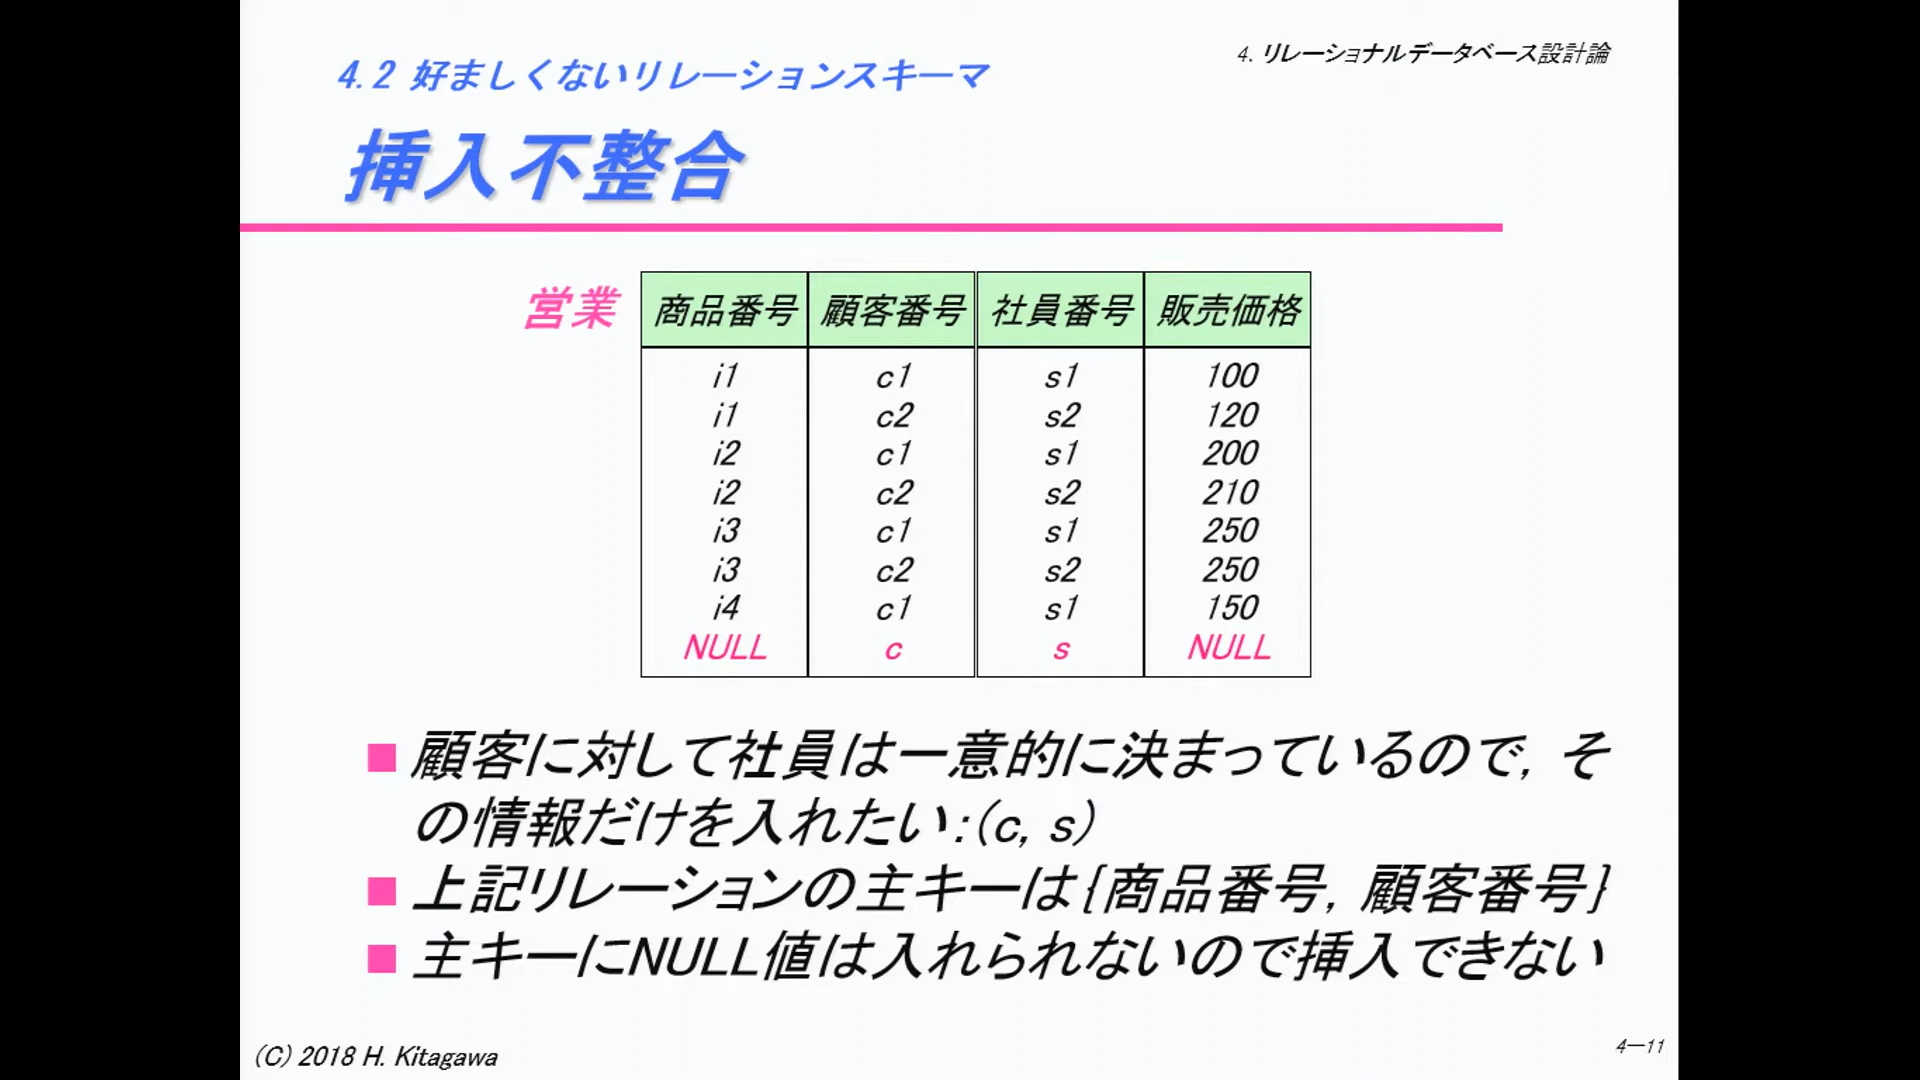 4. リレーショナルデータベース設計論
4.2 好ましくないリレーションスキーマ
挿入不整合
営業
商品番号 顧客番号 社員番号 販売価格
i1 c1 s1 100
i1 c2 s2 120
i2 c1 s1 200
i2 c2 s2 210
i3 c1 s1 250
i3 c2 s2 250
i4 c1 s1 150
NULL c s NULL
■ 顧客に対して社員は一意的に決まっているので, そ
の情報だけを入れたい:(c, s)
■ 上記リレーションの主キーは{商品番号, 顧客番号}
■ 主キーにNULL値は入れられないので挿入できない
(C) 2018 H. Kitagawa
4—11